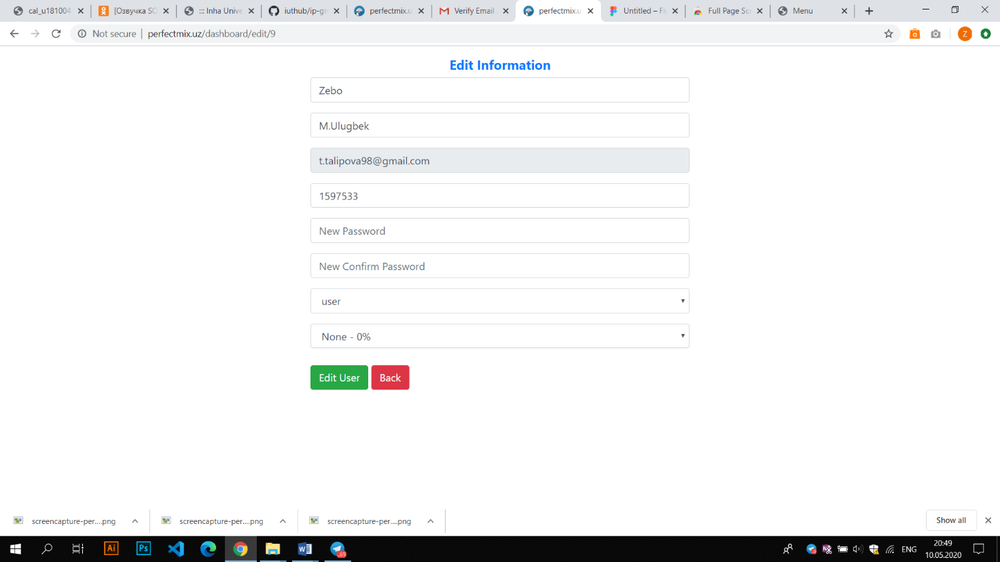 cal_u181004
[Озвучка SO
::: Inha Unive
iuthub/ip-gr
perfectmix.u
Verify Email
perfectmix.u
Untitled – Fi
Full Page Scr
Menu
Not secure | perfectmix.uz/dashboard/edit/9
Z
Edit Information
Zebo
M.Ulugbek
t.talipova98@gmail.com
1597533
New Password
New Confirm Password
user
None - 0%
Edit User Back
screencapture-per....png
screencapture-per....png
screencapture-per....png
Show all
Ai
Ps
ENG
20:49
10.05.2020